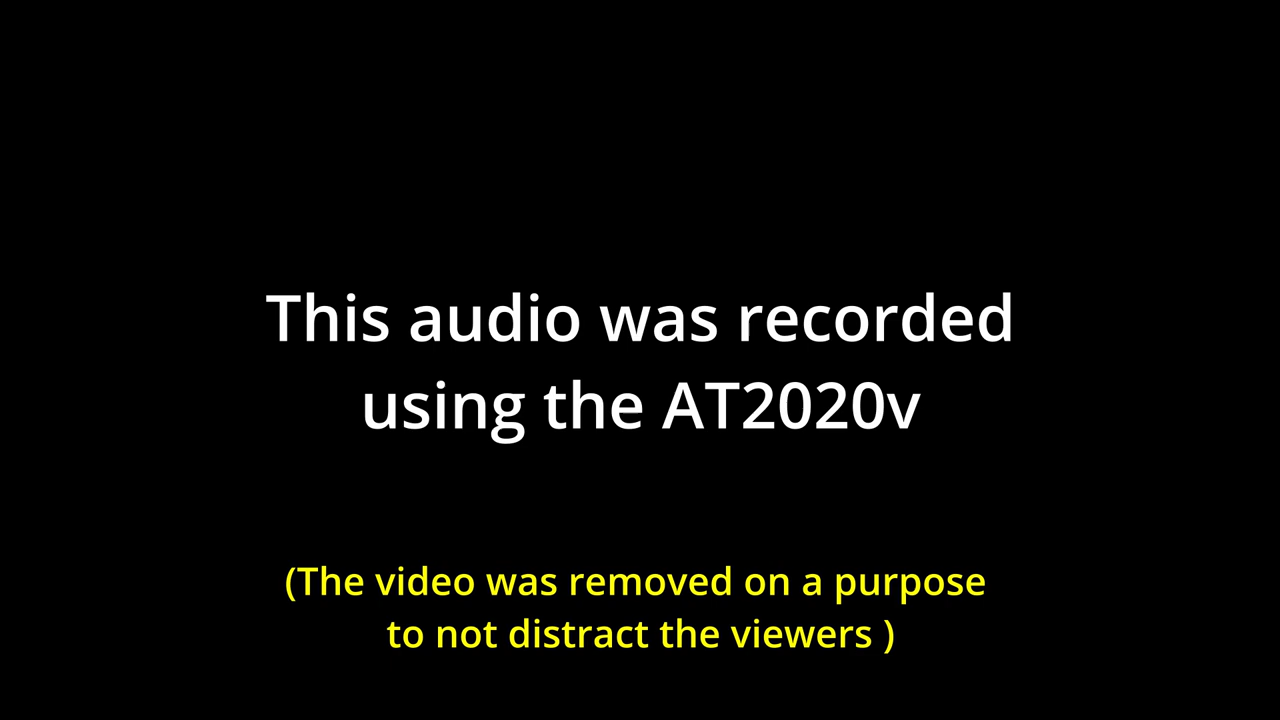 This audio was recorded
using the AT2020v
(The video was removed on a purpose
to not distract the viewers )